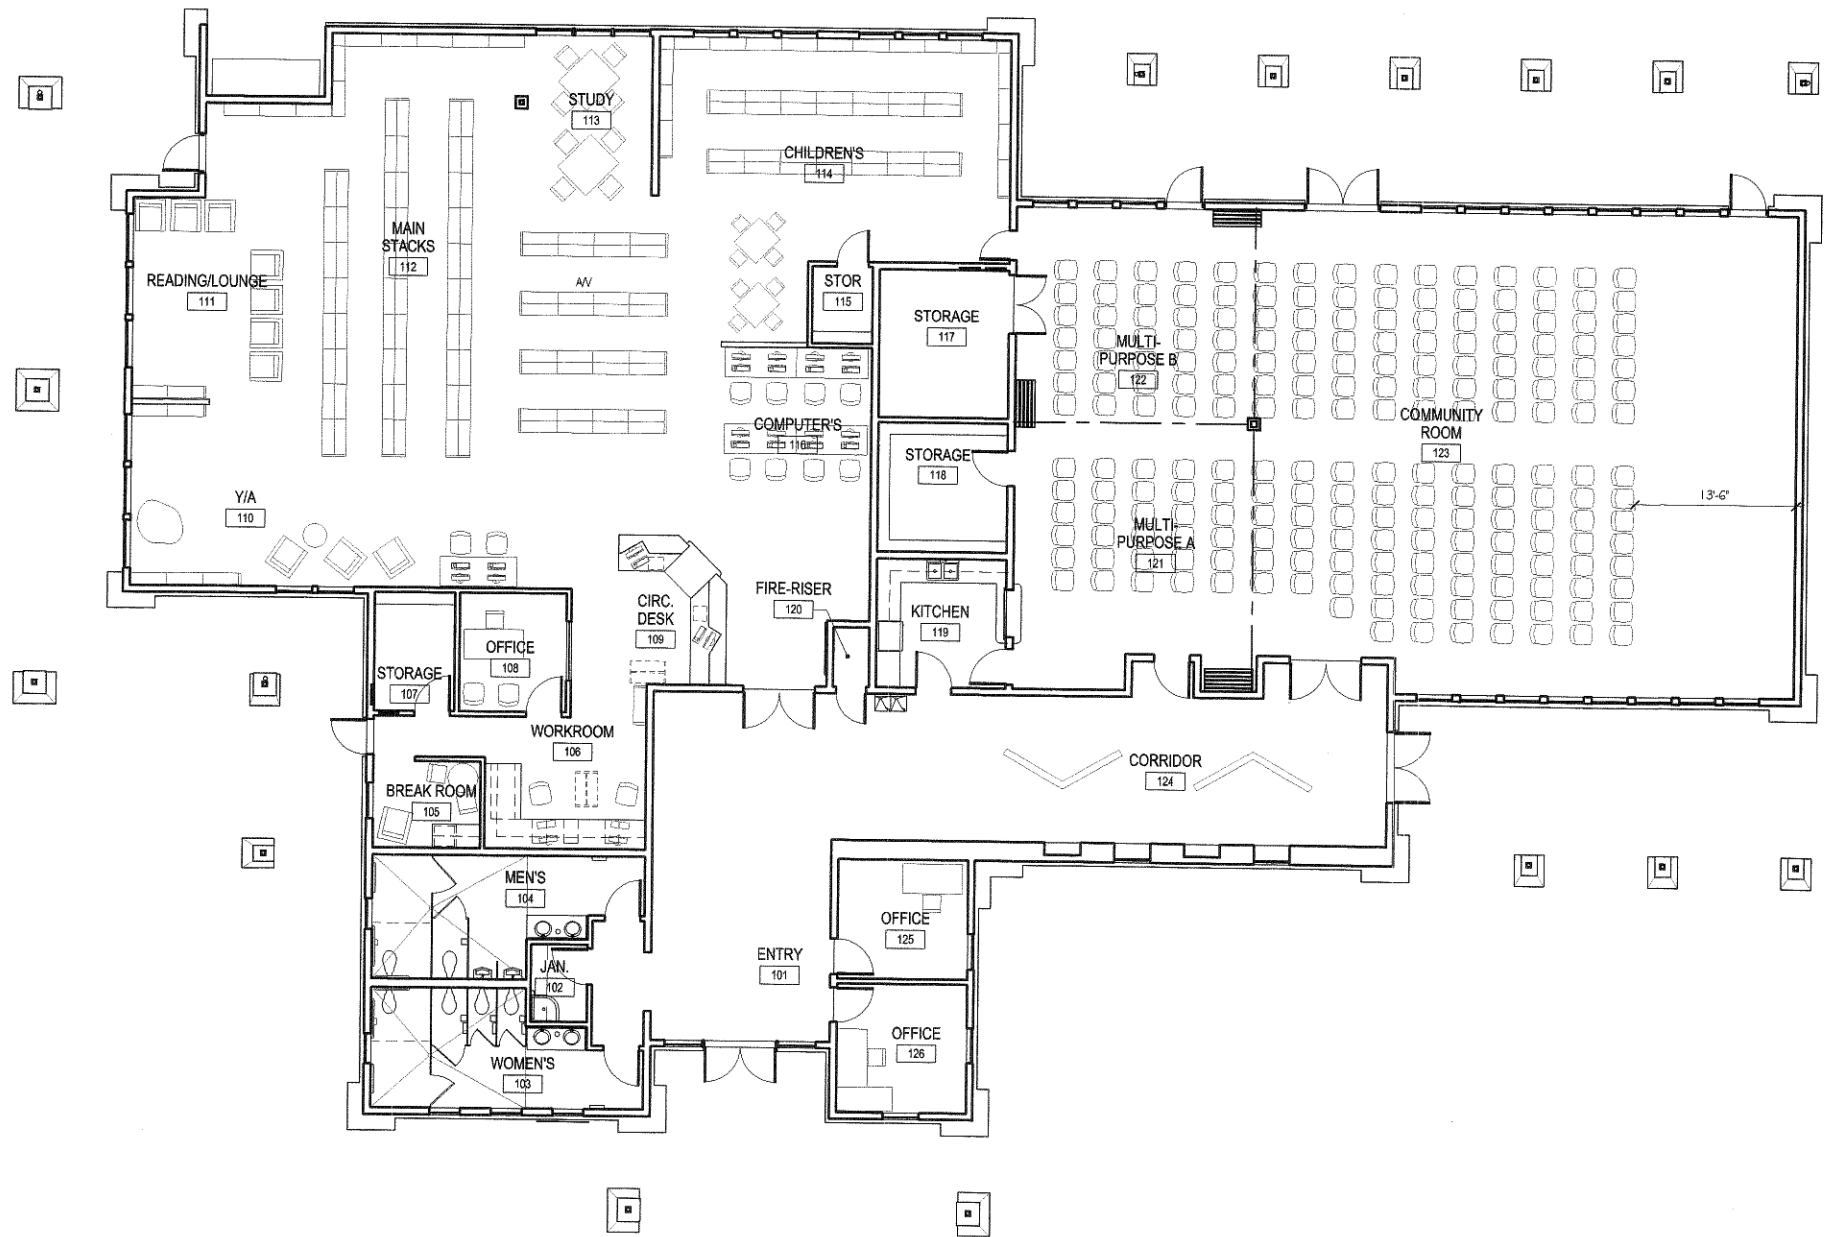 STUDY
113
CHILDREN'S
114
MAIN
STACKS
112
READING/LOUNGE
111
A/V
STOR
115
STORAGE
117
MULTI-
PURPOSE B
122
COMMUNITY
ROOM
123
COMPUTER'S
116
STORAGE
118
13'-6"
Y/A
110
MULTI-
PURPOSE A
121
FIRE-RISER
120
CIRC.
DESK
109
KITCHEN
119
OFFICE
108
STORAGE
107
WORKROOM
106
CORRIDOR
124
BREAK ROOM
105
MEN'S
104
OFFICE
125
ENTRY
101
JAN.
102
OFFICE
126
WOMEN'S
103